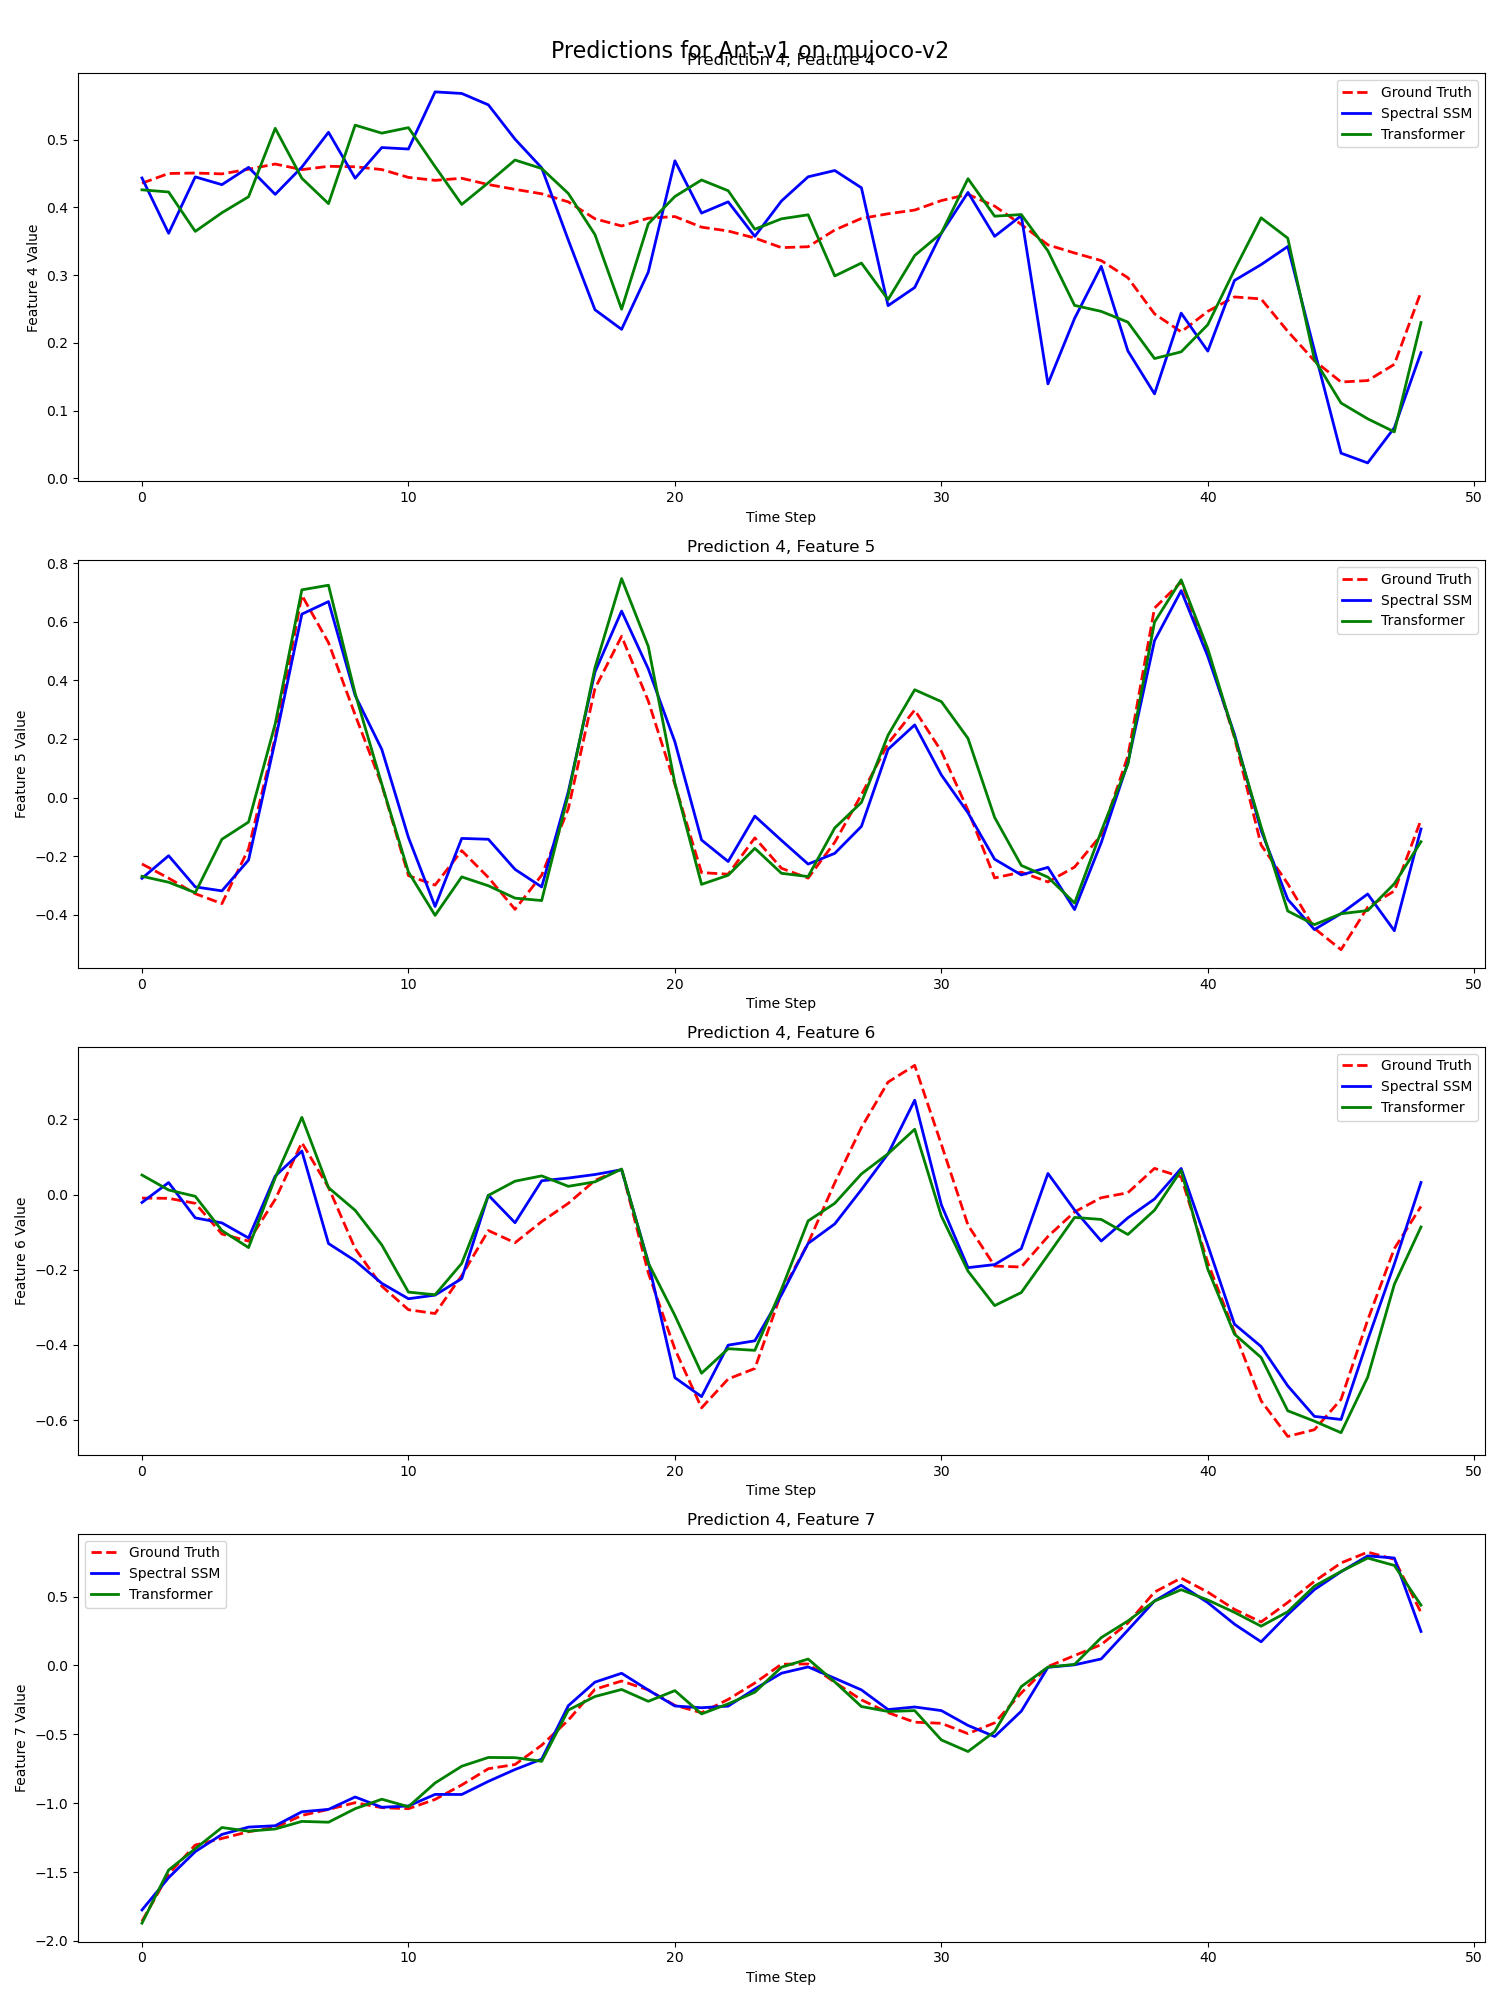 Predictions for Ant-v1 on mujoco-v2
Prediction 4, Feature 4
Ground Truth
Spectral SSM
Transformer
Feature 4 Value
0.5
0.4
0.3
0.2
0.1
0.0
0 10 20 30 40 50
Time Step
Prediction 4, Feature 5
Ground Truth
Spectral SSM
Transformer
Feature 5 Value
0.8
0.6
0.4
0.2
0.0
−0.2
−0.4
0 10 20 30 40 50
Time Step
Prediction 4, Feature 6
Ground Truth
Spectral SSM
Transformer
Feature 6 Value
0.2
0.0
−0.2
−0.4
−0.6
0 10 20 30 40 50
Time Step
Prediction 4, Feature 7
Ground Truth
Spectral SSM
Transformer
Feature 7 Value
0.5
0.0
−0.5
−1.0
−1.5
−2.0
0 10 20 30 40 50
Time Step